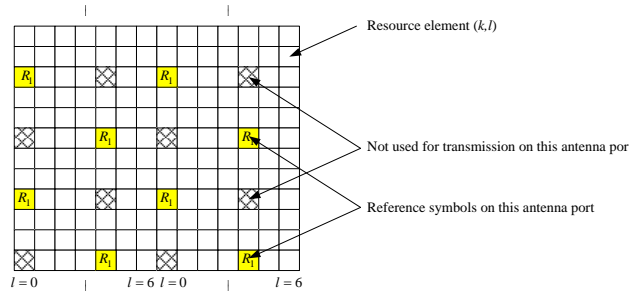 Resource element (k,l)
R1 R1
Not used for transmission on this antenna por
R1 R1
R1 R1
Reference symbols on this antenna port
R1 R1
l = 0 l = 6 l = 0 l = 6